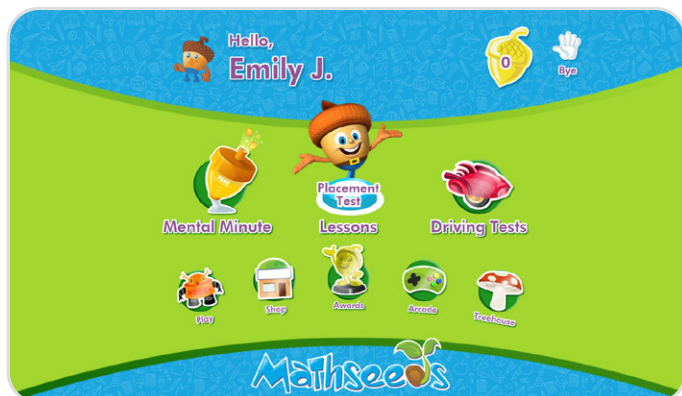 Hello,
Emily J.
0
Bye
Placement
Test
Mental Minute
Lessons
Driving Tests
Play
Shop
Awards
Arcade
Treehouse
Mathseeds